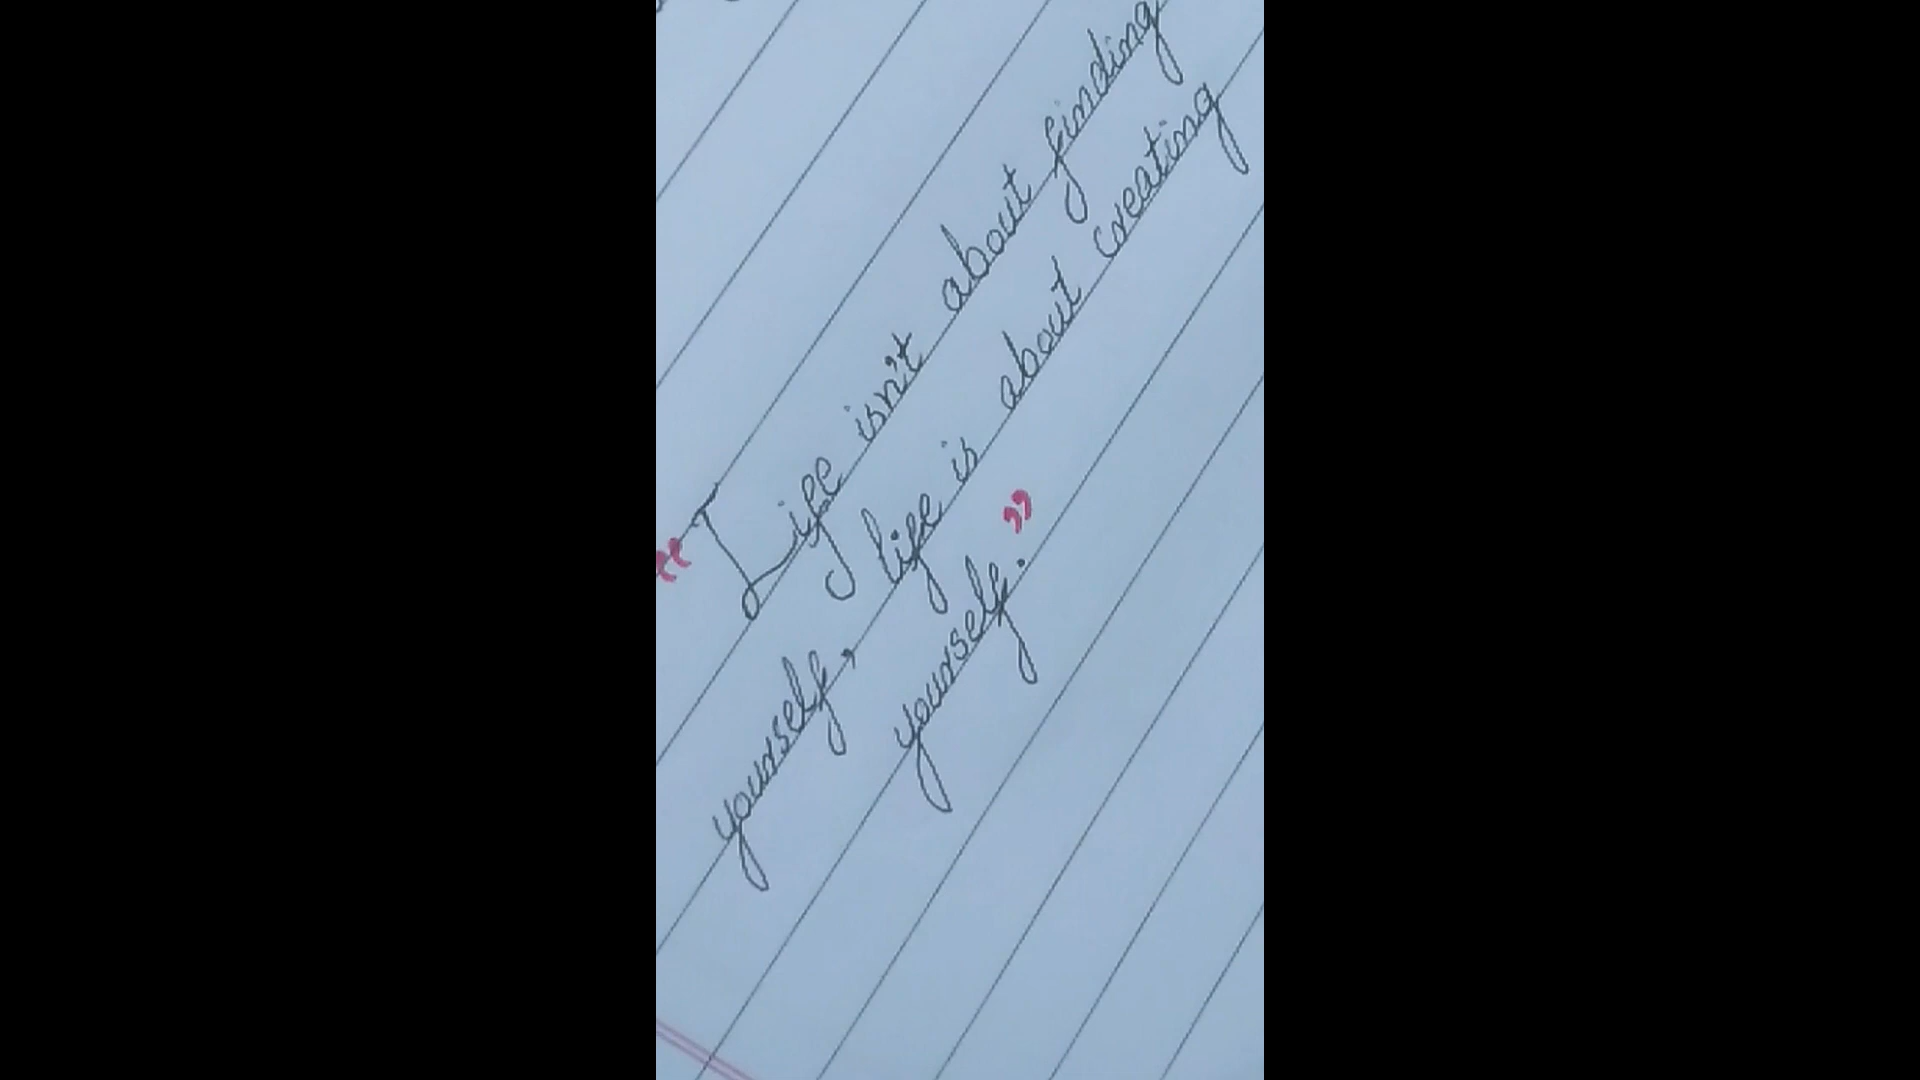 “Life isn't about finding
yourself, life is about creating
yourself.”